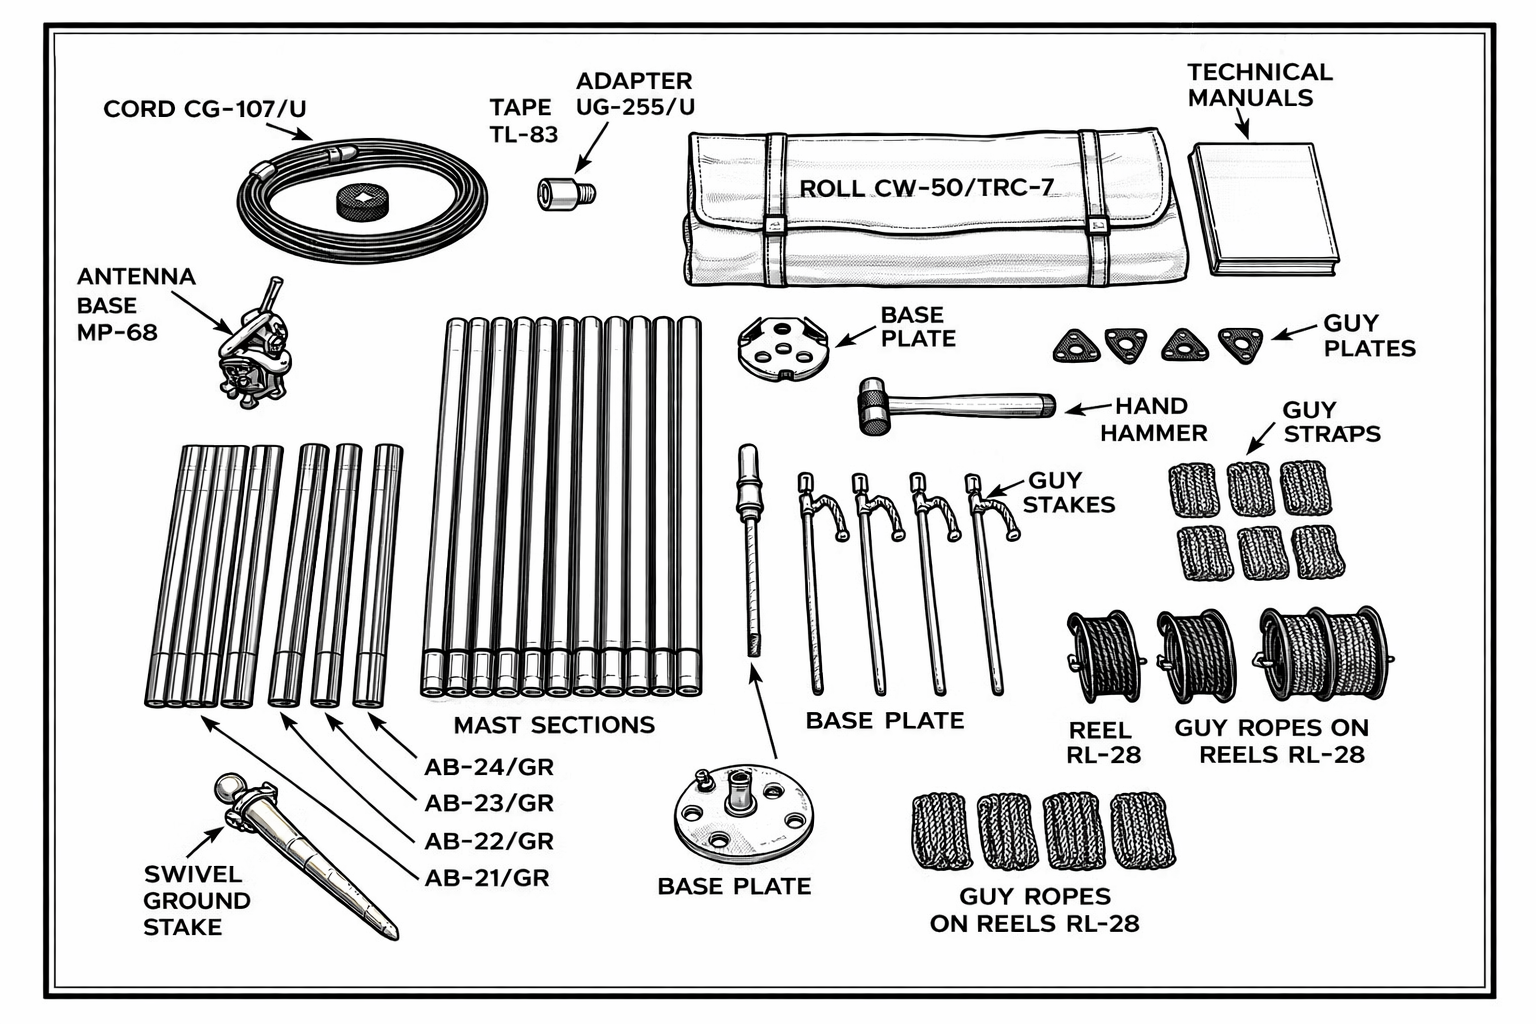 CORD CG-107/U
TAPE
TL-83
ADAPTER
UG-255/U
TECHNICAL
MANUALS
ROLL CW-50/TRC-7
ANTENNA
BASE
MP-68
BASE
PLATE
GUY
PLATES
HAND
HAMMER
GUY
STRAPS
GUY
STAKES
MAST SECTIONS
BASE PLATE
REEL
RL-28
GUY ROPES ON
REELS RL-28
AB-24/GR
AB-23/GR
AB-22/GR
AB-21/GR
SWIVEL
GROUND
STAKE
BASE PLATE
GUY ROPES
ON REELS RL-28